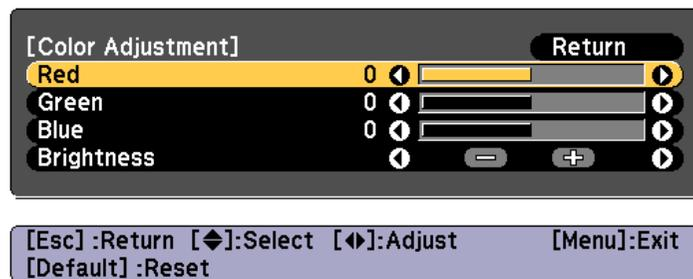 [Color Adjustment] Return
Red 0
Green 0
Blue 0
Brightness
[Esc] :Return [◆]:Select [◆]:Adjust [Menu]:Exit
[Default] :Reset